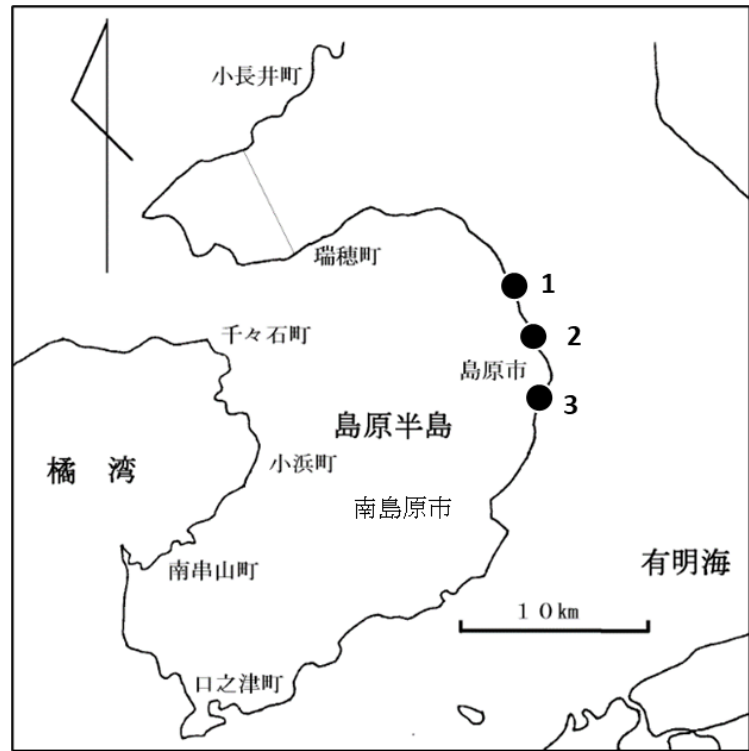 小長井町
瑞穂町
1
千々石町
2
島原市
3
島原半島
橘 湾
小浜町
南島原市
南串山町
有明海
10km
口之津町